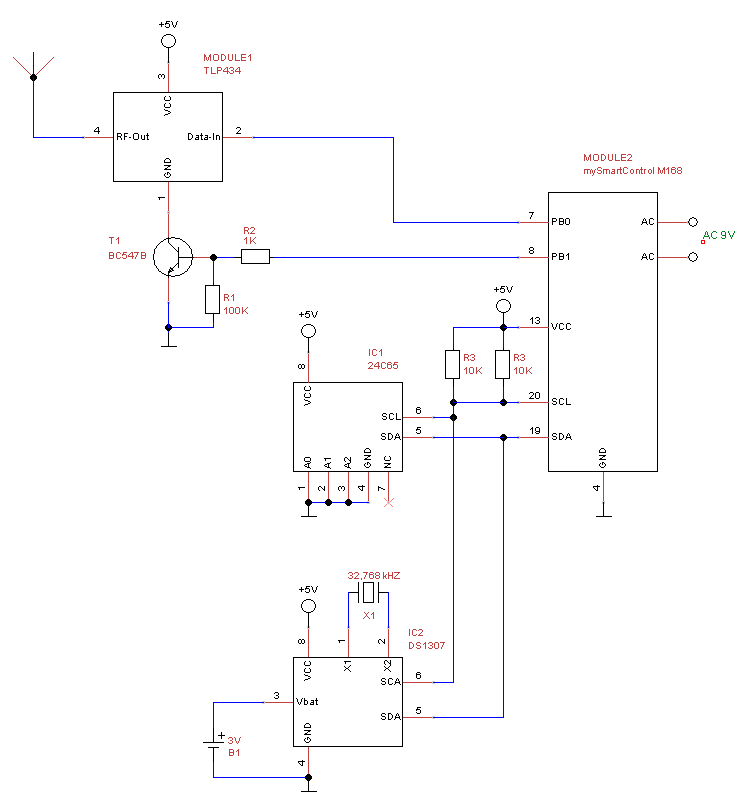 +5V
MODULE1
TLP434
3
VCC
4
RF-Out
Data-In
2
GND
1
MODULE2
mySmartControl M168
T1
BC547B
R2
1K
R1
100K
7
PB0
AC
8
PB1
AC
AC 9V
+5V
13
VCC
R3
10K
R3
10K
20
SCL
19
SDA
GND
4
+5V
IC1
24C65
8
VCC
SCL
6
SDA
5
A0
A1
A2
GND
NC
1
2
3
4
7
32,768 kHZ
X1
+5V
IC2
DS1307
8
VCC
1
X1
2
X2
SCA
6
3
Vbat
SDA
5
GND
4
+
3V
B1